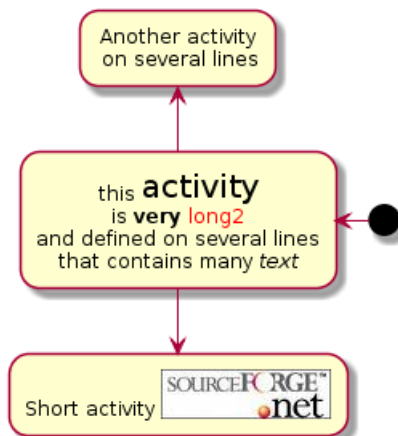 Another activity
on several lines
this activity
is very long2
and defined on several lines
that contains many text
Short activity SOURCEFORGE™
.net